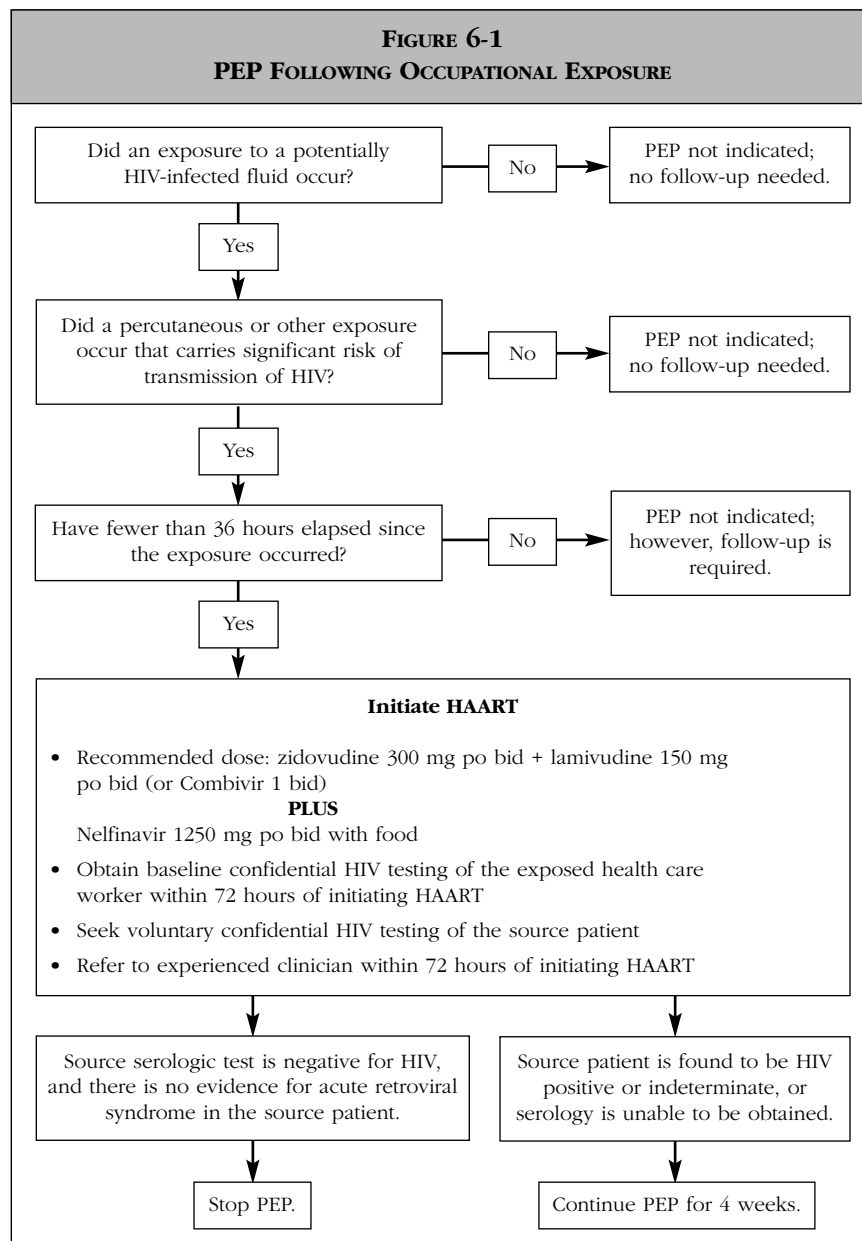 FIGURE 6-1
PEP FOLLOWING OCCUPATIONAL EXPOSURE
Did an exposure to a potentially
HIV-infected fluid occur?
No
PEP not indicated;
no follow-up needed.
Yes
Did a percutaneous or other exposure
occur that carries significant risk of
transmission of HIV?
No
PEP not indicated;
no follow-up needed.
Yes
Have fewer than 36 hours elapsed since
the exposure occurred?
No
PEP not indicated;
however, follow-up is
required.
Yes
Initiate HAART
• Recommended dose: zidovudine 300 mg po bid + lamivudine 150 mg
po bid (or Combivir 1 bid)
PLUS
Nelfinavir 1250 mg po bid with food
• Obtain baseline confidential HIV testing of the exposed health care
worker within 72 hours of initiating HAART
• Seek voluntary confidential HIV testing of the source patient
• Refer to experienced clinician within 72 hours of initiating HAART
Source serologic test is negative for HIV,
and there is no evidence for acute retroviral
syndrome in the source patient.
Stop PEP.
Source patient is found to be HIV
positive or indeterminate, or
serology is unable to be obtained.
Continue PEP for 4 weeks.